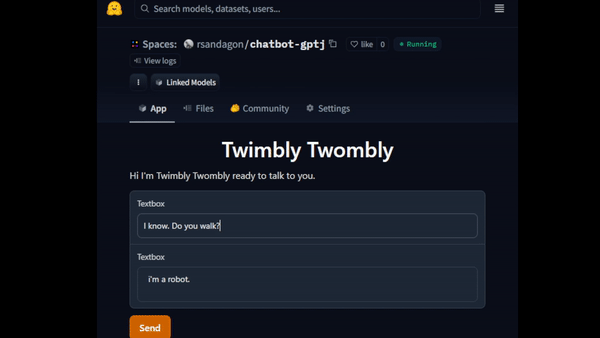 Search models, datasets, users...
Spaces: rsandagon/chatbot-gptj like 0 Running
View logs
Linked Models
App Files Community Settings
Twimbly Twombly
Hi I'm Twimbly Twombly ready to talk to you.
Textbox
I know. Do you walk?
Textbox
i'm a robot.
Send